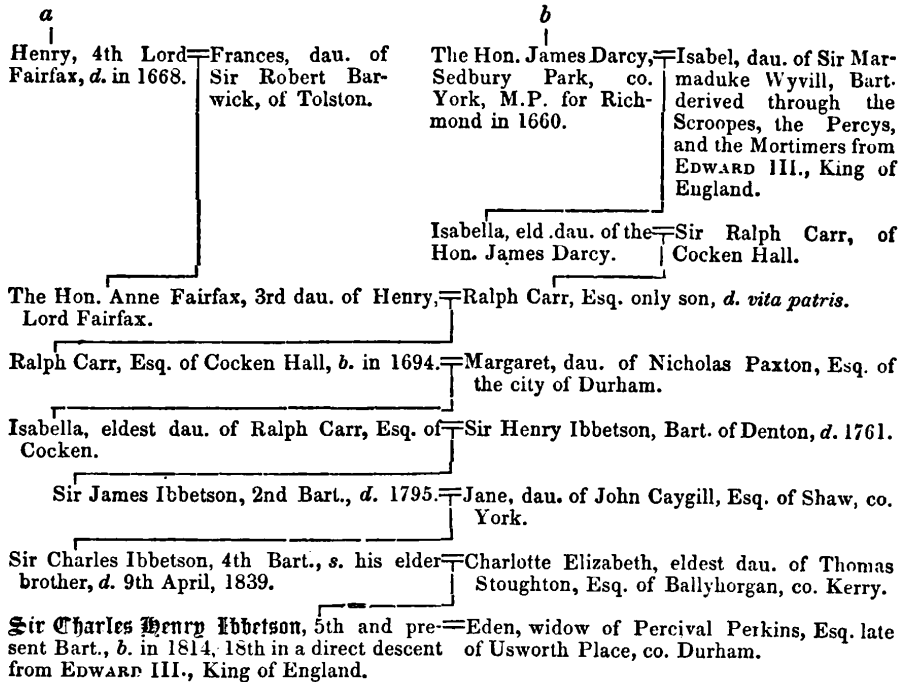 a
b
Henry, 4th Lord
Fairfax, d. in 1668.
Frances, dau. of
Sir Robert Bar-
wick, of Tolston.
The Hon. James Darcy,
Sedbury Park, co.
York, M.P. for Rich-
mond in 1660.
Isabel, dau. of Sir Mar-
maduke Wyvill, Bart.
derived through the
Scroopes, the Percys,
and the Mortimers from
EDWARD III., King of
England.
Isabella, eld .dau. of the
Hon. James Darcy.
Sir Ralph Carr, of
Cocken Hall.
The Hon. Anne Fairfax, 3rd dau. of Henry,
Lord Fairfax.
Ralph Carr, Esq. only son, d. vita patris.
Ralph Carr, Esq. of Cocken Hall, b. in 1694.
Margaret, dau. of Nicholas Paxton, Esq. of
the city of Durham.
Isabella, eldest dau. of Ralph Carr, Esq. of
Cocken.
Sir Henry Ibbetson, Bart. of Denton, d. 1761.
Sir James Ibbetson, 2nd Bart., d. 1795.
Jane, dau. of John Caygill, Esq. of Shaw, co.
York.
Sir Charles Ibbetson, 4th Bart., s. his elder
brother, d. 9th April, 1839.
Charlotte Elizabeth, eldest dau. of Thomas
Stoughton, Esq. of Ballyhorgan, co. Kerry.
Sir Charles Henry Ibbetson, 5th and pre-
sent Bart., b. in 1814, 18th in a direct descent
from EDWARD III., King of England.
Eden, widow of Percival Perkins, Esq. late
of Usworth Place, co. Durham.